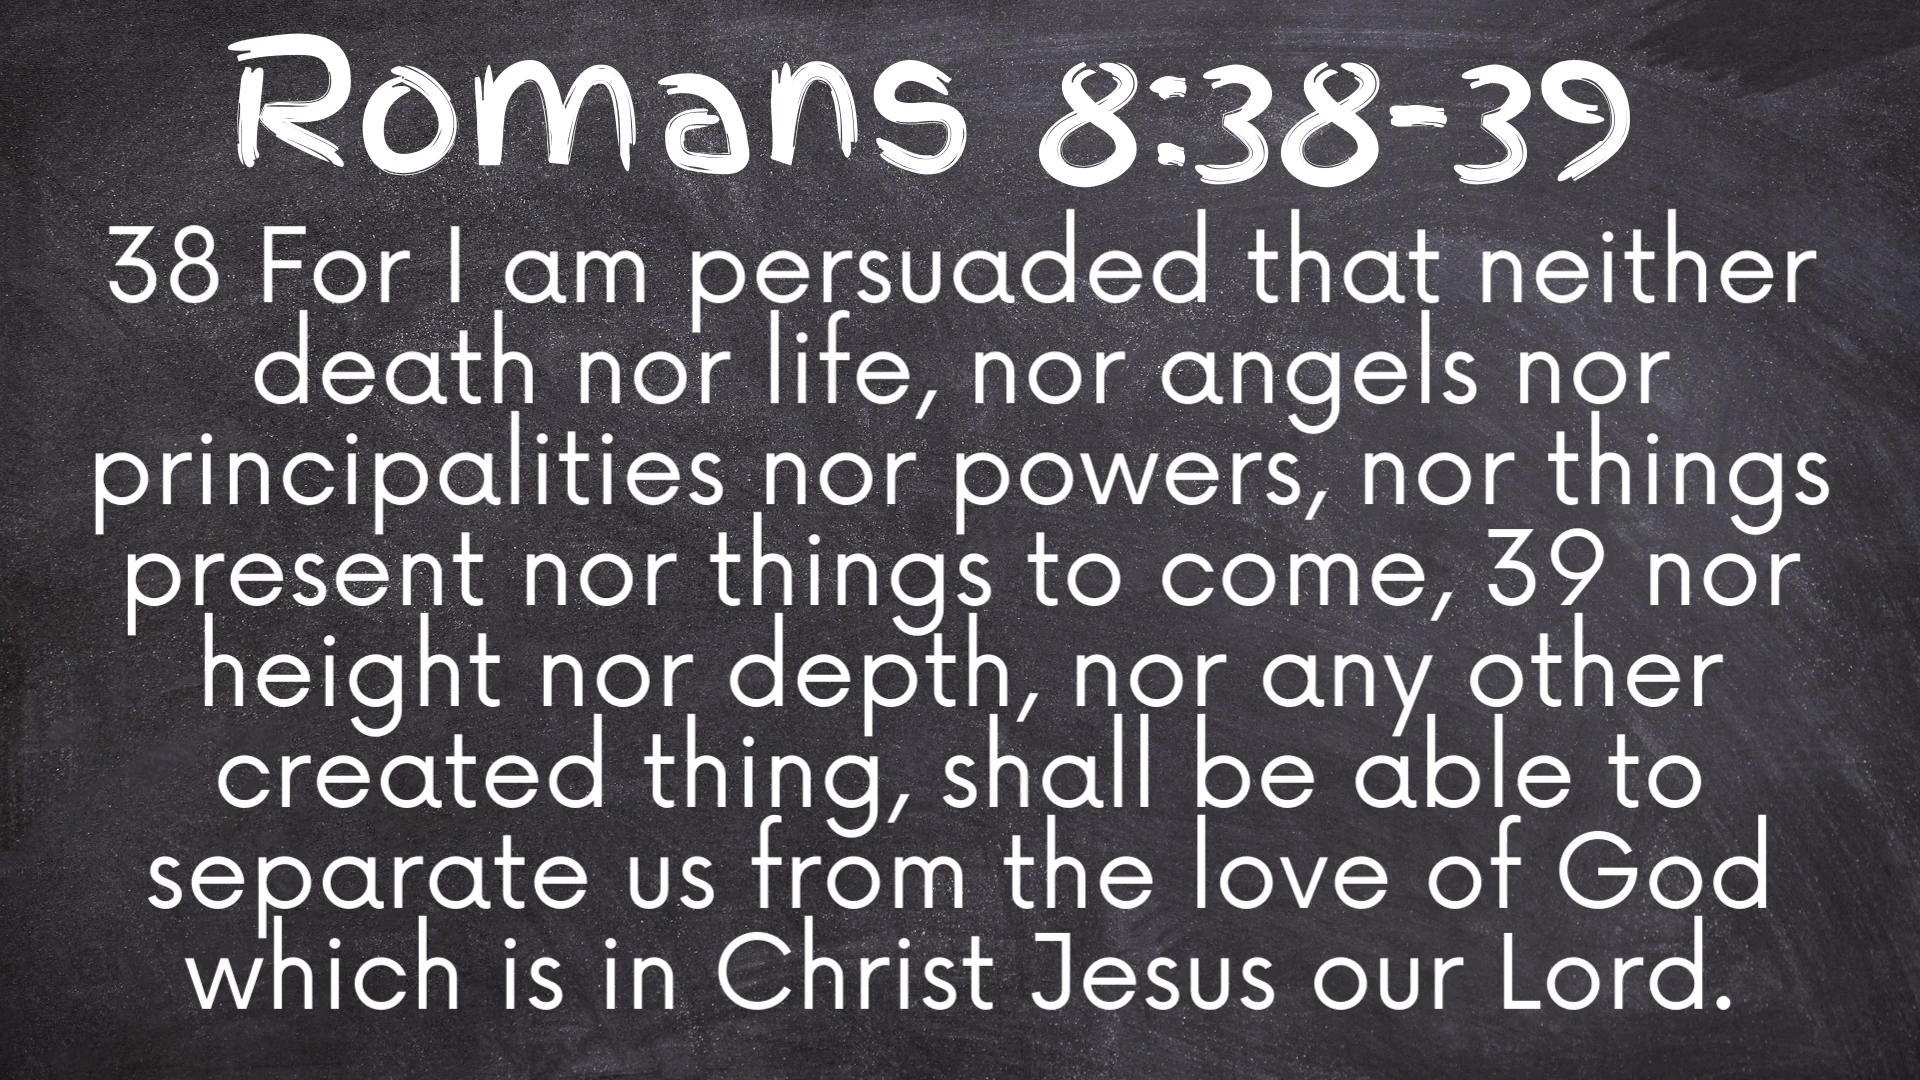 Romans 8:38-39
38 For I am persuaded that neither
death nor life, nor angels nor
principalities nor powers, nor things
present nor things to come, 39 nor
height nor depth, nor any other
created thing, shall be able to
separate us from the love of God
which is in Christ Jesus our Lord.